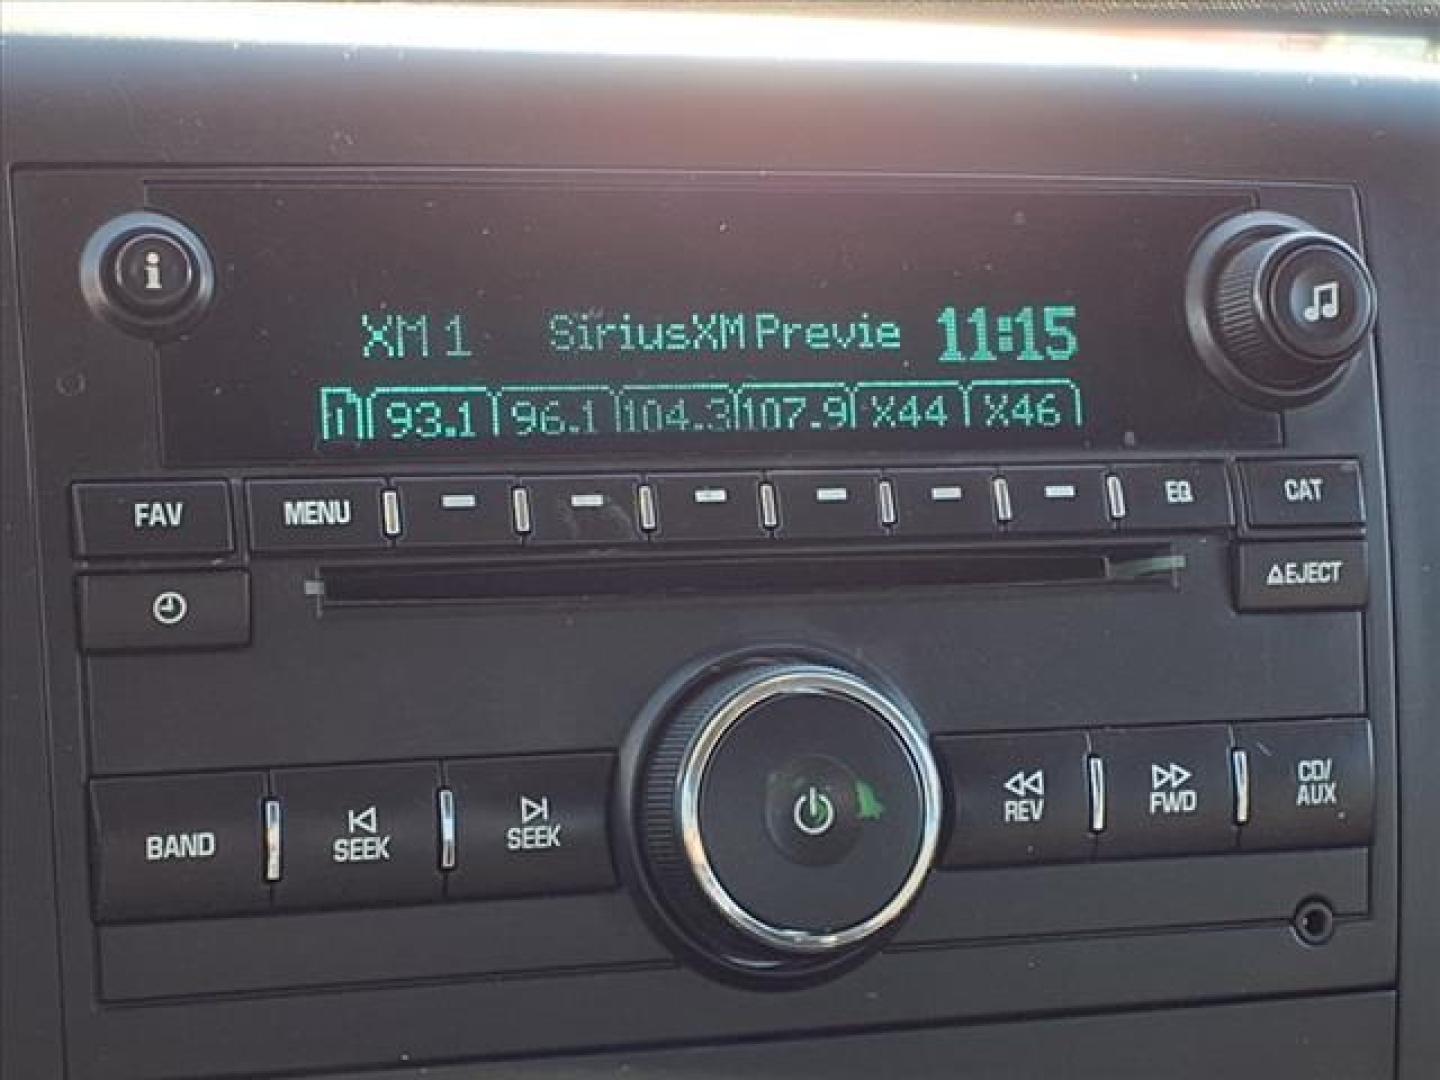 i
XM 1 SiriusXM Previe 11:15
93.1 96.1 104.3 107.9 X44 X46
FAV MENU EQ CAT
EJECT
BAND SEEK SEEK REV FWD CD/
AUX